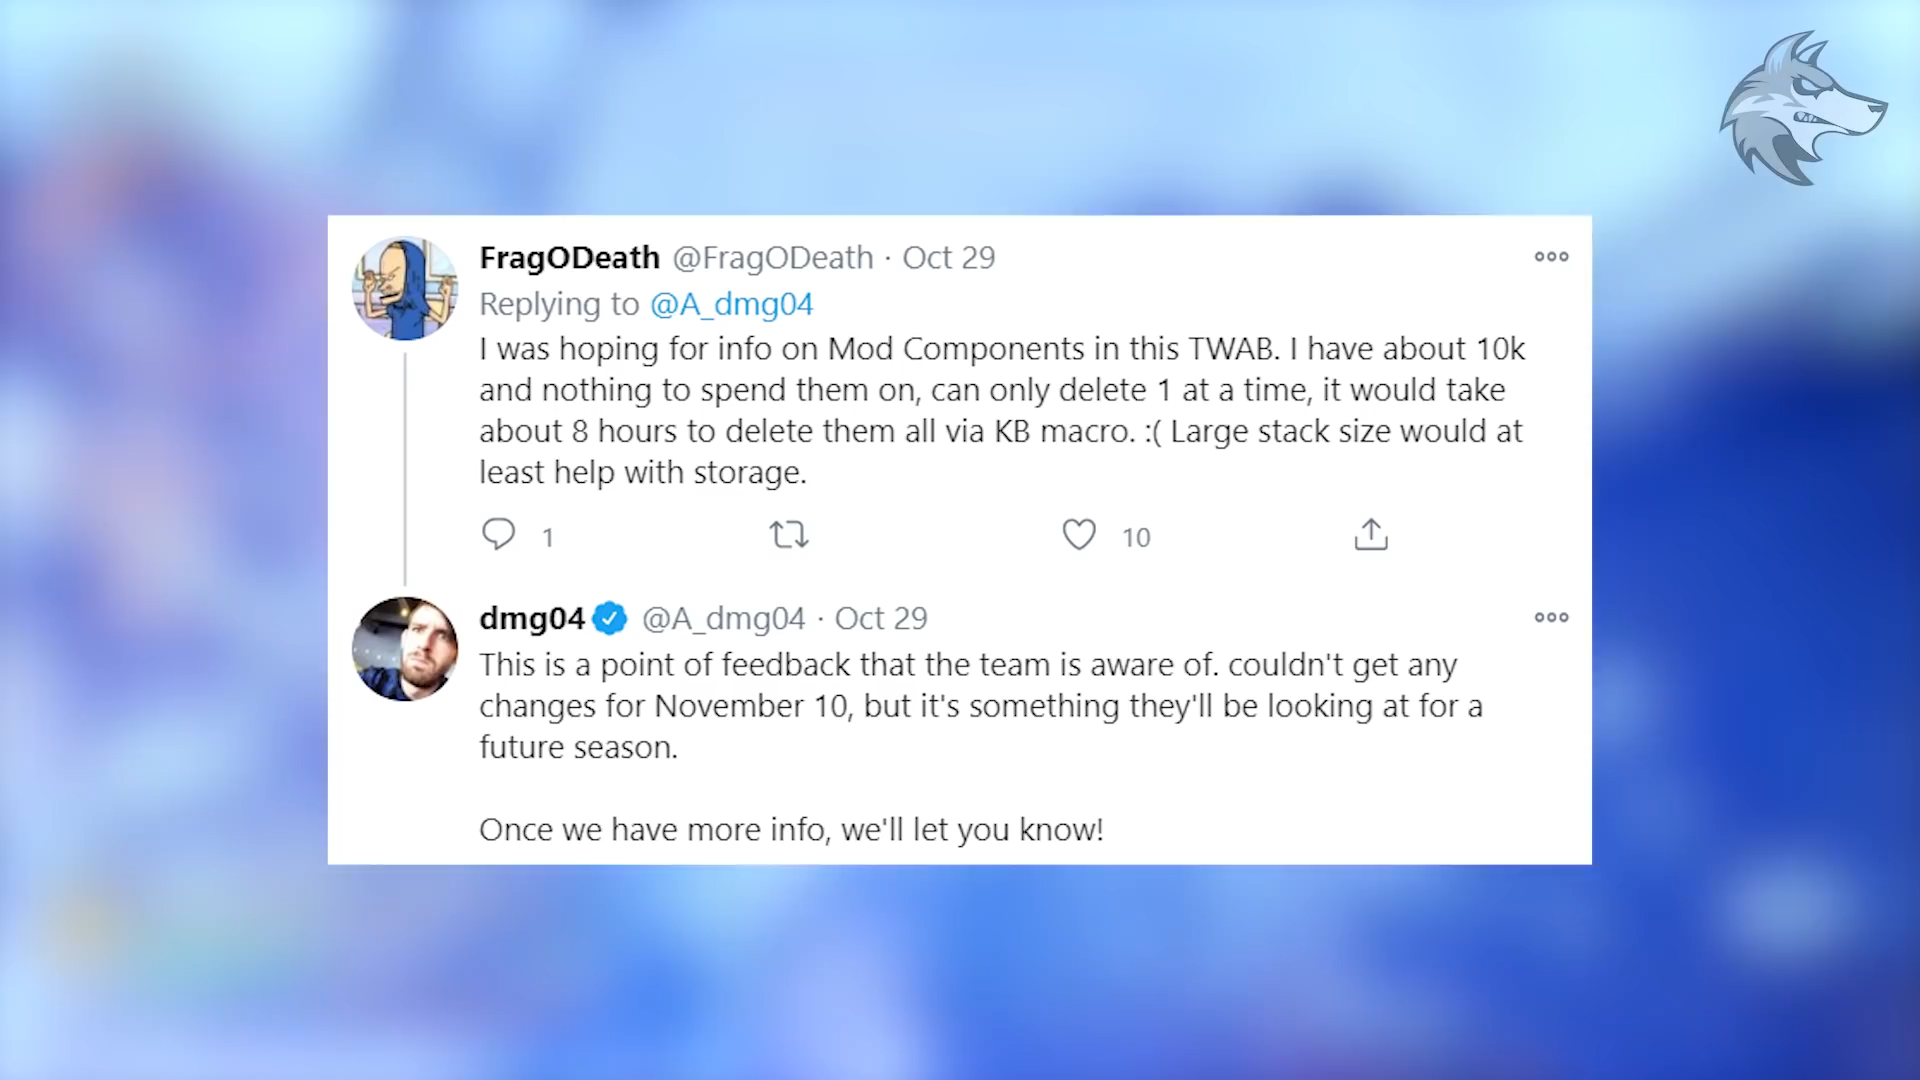 FragODeath @FragODeath · Oct 29
Replying to @A_dmg04
I was hoping for info on Mod Components in this TWAB. I have about 10k
and nothing to spend them on, can only delete 1 at a time, it would take
about 8 hours to delete them all via KB macro. :( Large stack size would at
least help with storage.
1 10
dmg04 @A_dmg04 · Oct 29
This is a point of feedback that the team is aware of. couldn't get any
changes for November 10, but it's something they'll be looking at for a
future season.
Once we have more info, we'll let you know!